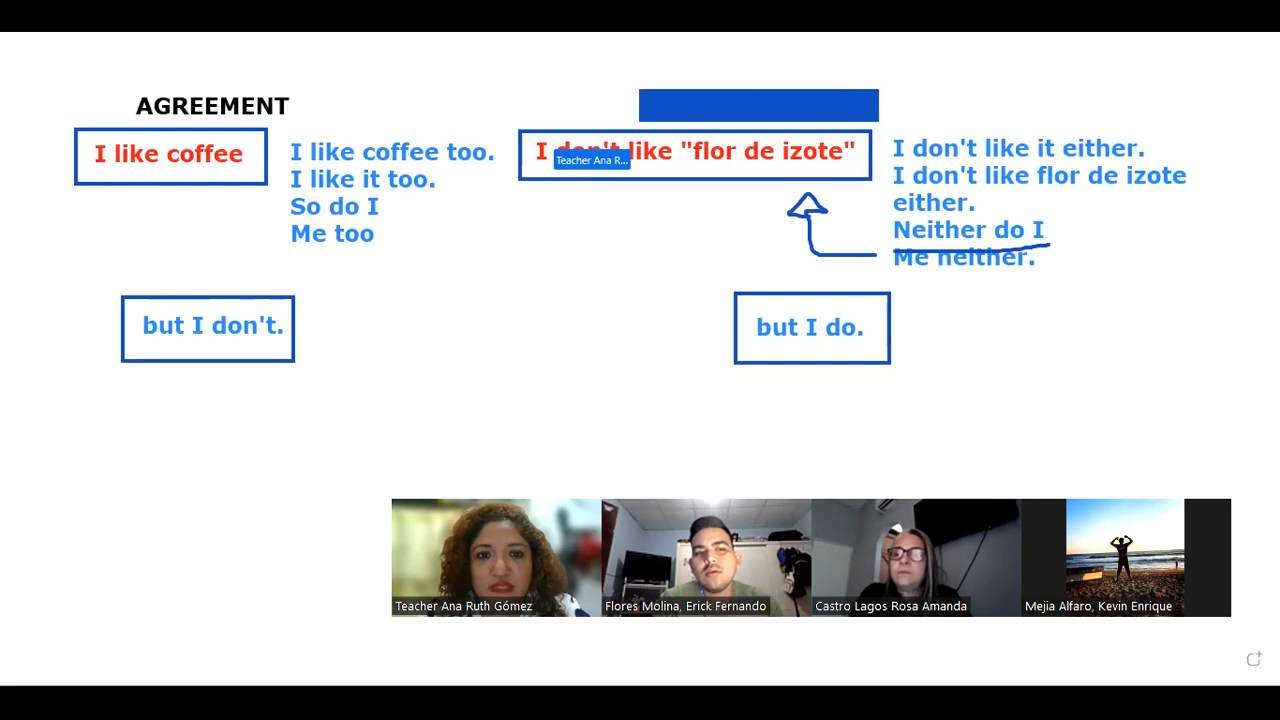 AGREEMENT
I like coffee
I like coffee too.
I like it too.
So do I
Me too
but I don't.
I don't like "flor de izote"
Teacher Ana R...
I don't like it either.
I don't like flor de izote
either.
Neither do I
Me neither.
but I do.
Teacher Ana Ruth Gómez
Flores Molina, Erick Fernando
Castro Lagos Rosa Amanda
Mejia Alfaro, Kevin Enrique